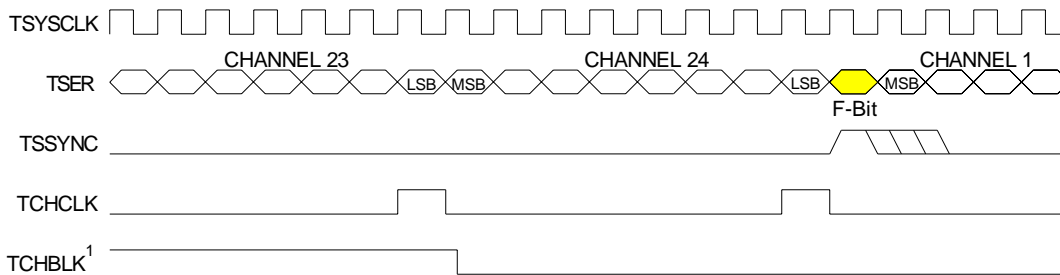 TSYSCLK
CHANNEL 23 CHANNEL 24 CHANNEL 1
TSER LSB MSB LSB MSB
F-Bit
TSSYNC
TCHCLK
TCHBLK¹